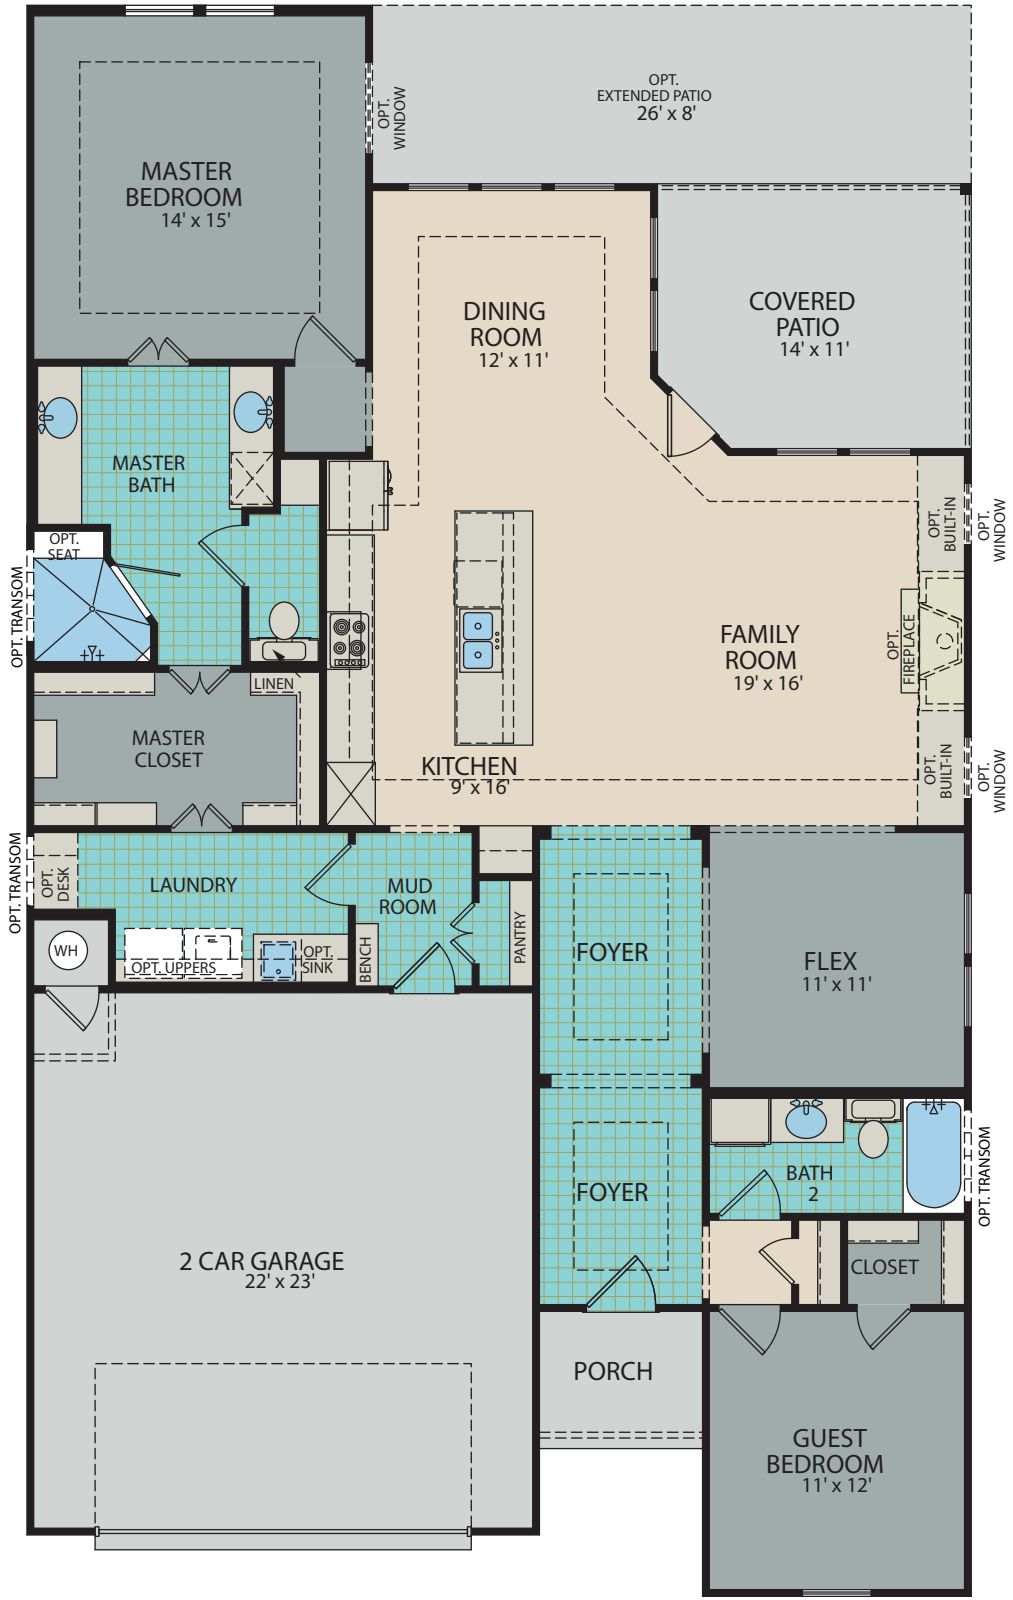 OPT.
EXTENDED PATIO
26' x 8'
OPT.
WINDOW
MASTER
BEDROOM
14' x 15'
DINING
ROOM
12' x 11'
COVERED
PATIO
14' x 11'
MASTER
BATH
OPT.
SEAT
OPT. TRANSOM
OPT.
BUILT-IN
OPT.
WINDOW
FAMILY
ROOM
19' x 16'
OPT.
FIREPLACE
LINEN
MASTER
CLOSET
KITCHEN
9' x 16'
OPT.
BUILT-IN
OPT.
WINDOW
OPT. TRANSOM
OPT.
DESK
LAUNDRY
MUD
ROOM
WH
OPT. UPPERS
OPT.
SINK
BENCH
PANTRY
FOYER
FLEX
11' x 11'
BATH
2
OPT. TRANSOM
FOYER
2 CAR GARAGE
22' x 23'
CLOSET
PORCH
GUEST
BEDROOM
11' x 12'